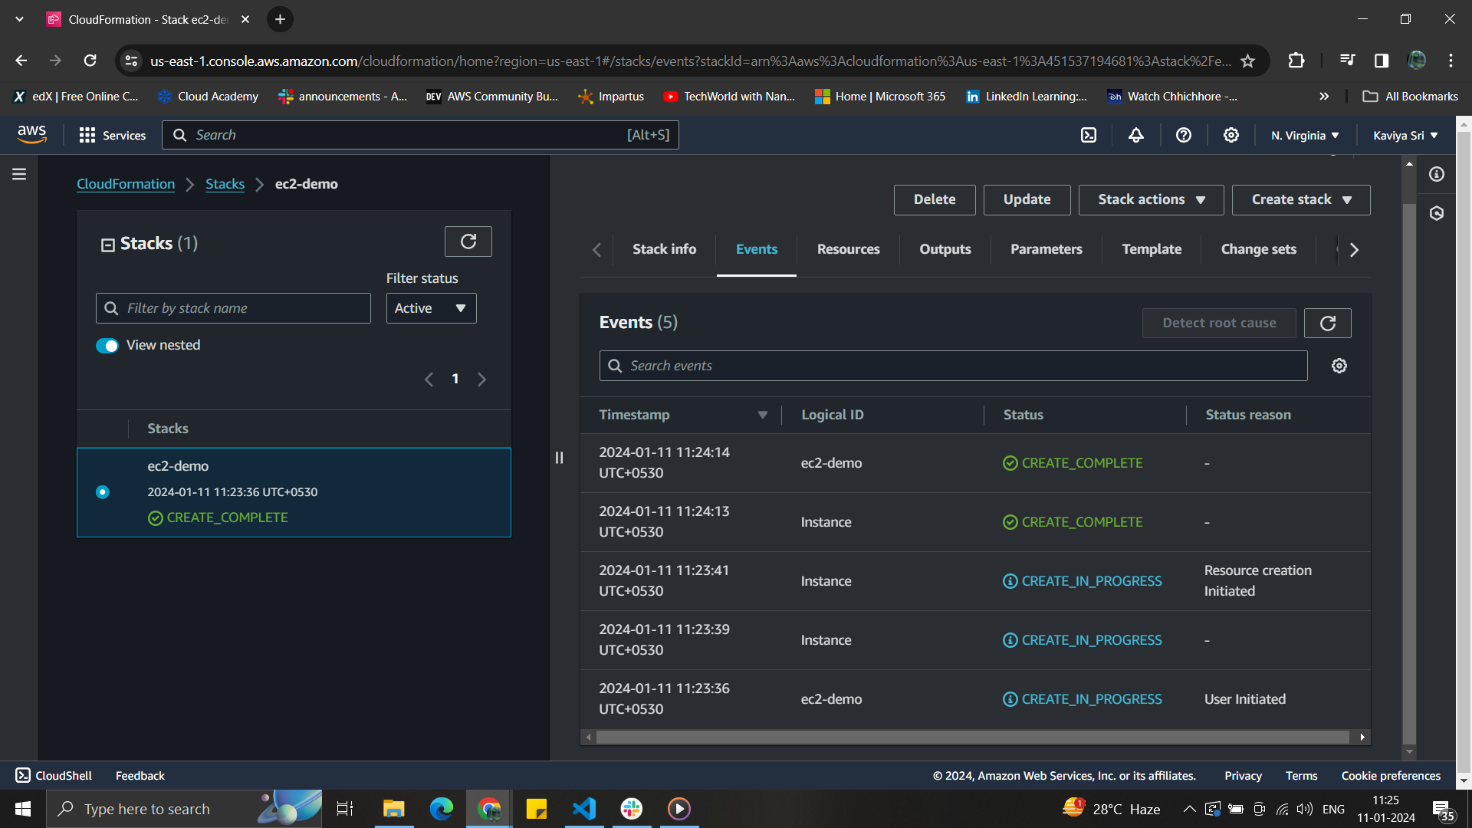 CloudFormation - Stack ec2-de
us-east-1.console.aws.amazon.com/cloudformation/home?region=us-east-1#/stacks/events?stackId=arn%3Aaws%3Acloudformation%3Aus-east-1%3A451537194681%3Astack%2Fe...
edX | Free Online C...
Cloud Academy
announcements - A...
DEV AWS Community Bu...
Impartus
TechWorld with Nan...
Home | Microsoft 365
LinkedIn Learning:...
Watch Chhichhore -...
All Bookmarks
aws
Services
Search [Alt+S]
N. Virginia
Kaviya Sri
CloudFormation
Stacks
ec2-demo
Delete
Update
Stack actions
Create stack
Stacks (1)
Filter status
Filter by stack name
Active
View nested
1
Stacks
ec2-demo
2024-01-11 11:23:36 UTC+0530
CREATE_COMPLETE
Stack info
Events
Resources
Outputs
Parameters
Template
Change sets
Events (5)
Detect root cause
Search events
Timestamp Logical ID Status Status reason
2024-01-11 11:24:14
UTC+0530
ec2-demo CREATE_COMPLETE -
2024-01-11 11:24:13
UTC+0530
Instance CREATE_COMPLETE -
2024-01-11 11:23:41
UTC+0530
Instance CREATE_IN_PROGRESS
Resource creation
Initiated
2024-01-11 11:23:39
UTC+0530
Instance CREATE_IN_PROGRESS -
2024-01-11 11:23:36
UTC+0530
ec2-demo CREATE_IN_PROGRESS User Initiated
CloudShell
Feedback
© 2024, Amazon Web Services, Inc. or its affiliates.
Privacy
Terms
Cookie preferences
Type here to search
1
28°C Haze
ENG
11:25
11-01-2024
35